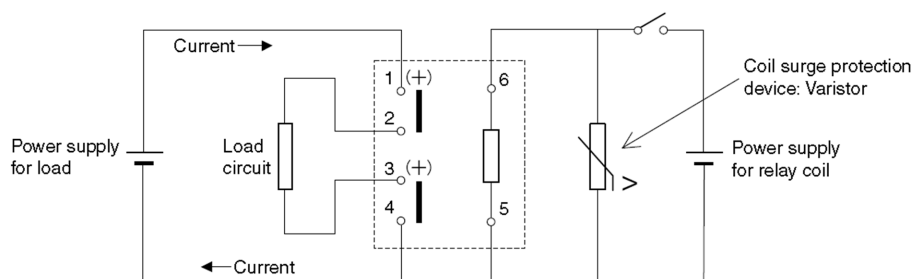 Current
1 (+)
2
3 (+)
4
6
5
Load
circuit
Power supply
for load
Current
Coil surge protection
device: Varistor
Power supply
for relay coil
V